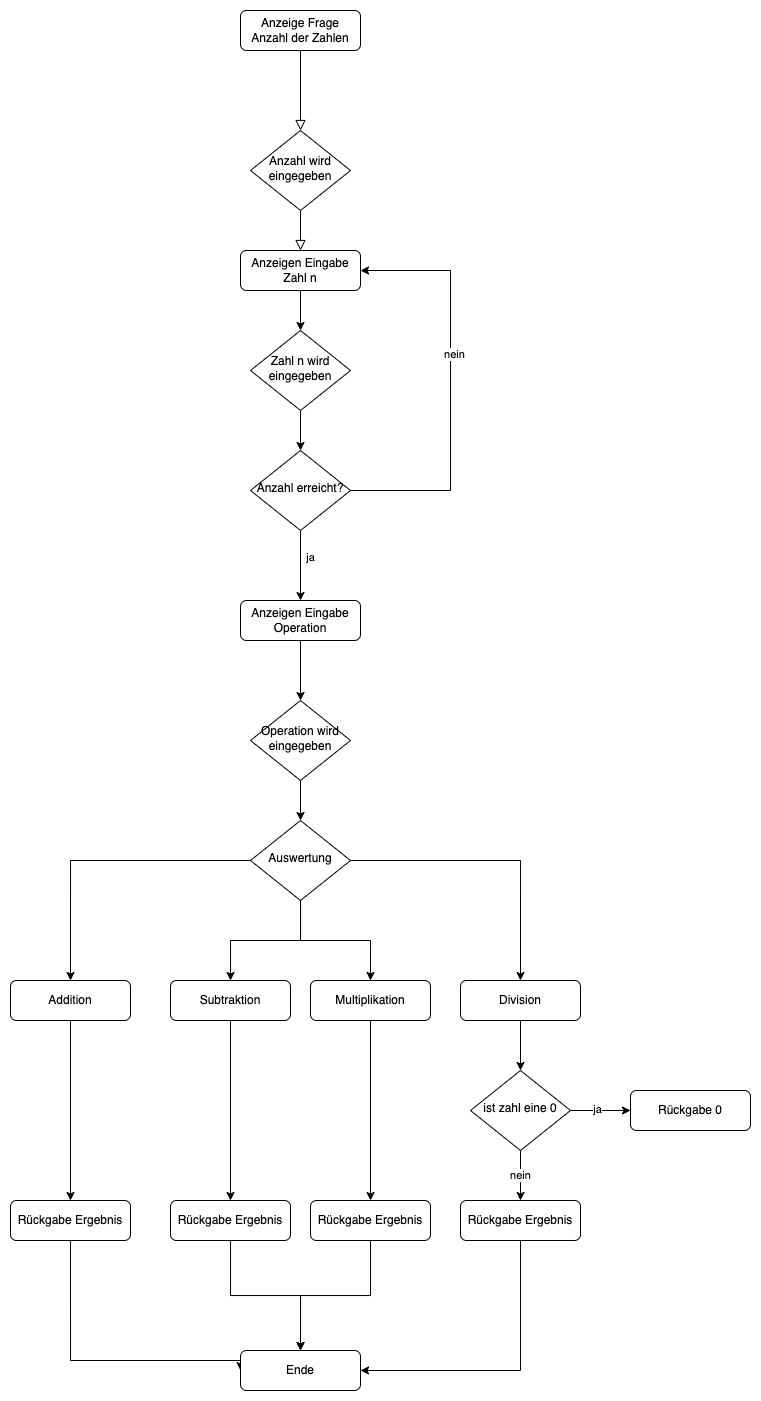 Anzeige Frage
Anzahl der Zahlen
Anzahl wird
eingegeben
Anzeigen Eingabe
Zahl n
nein
Zahl n wird
eingegeben
Anzahl erreicht?
ja
Anzeigen Eingabe
Operation
Operation wird
eingegeben
Auswertung
Addition
Subtraktion
Multiplikation
Division
ist zahl eine 0
ja
Rückgabe 0
nein
Rückgabe Ergebnis
Rückgabe Ergebnis
Rückgabe Ergebnis
Rückgabe Ergebnis
Ende